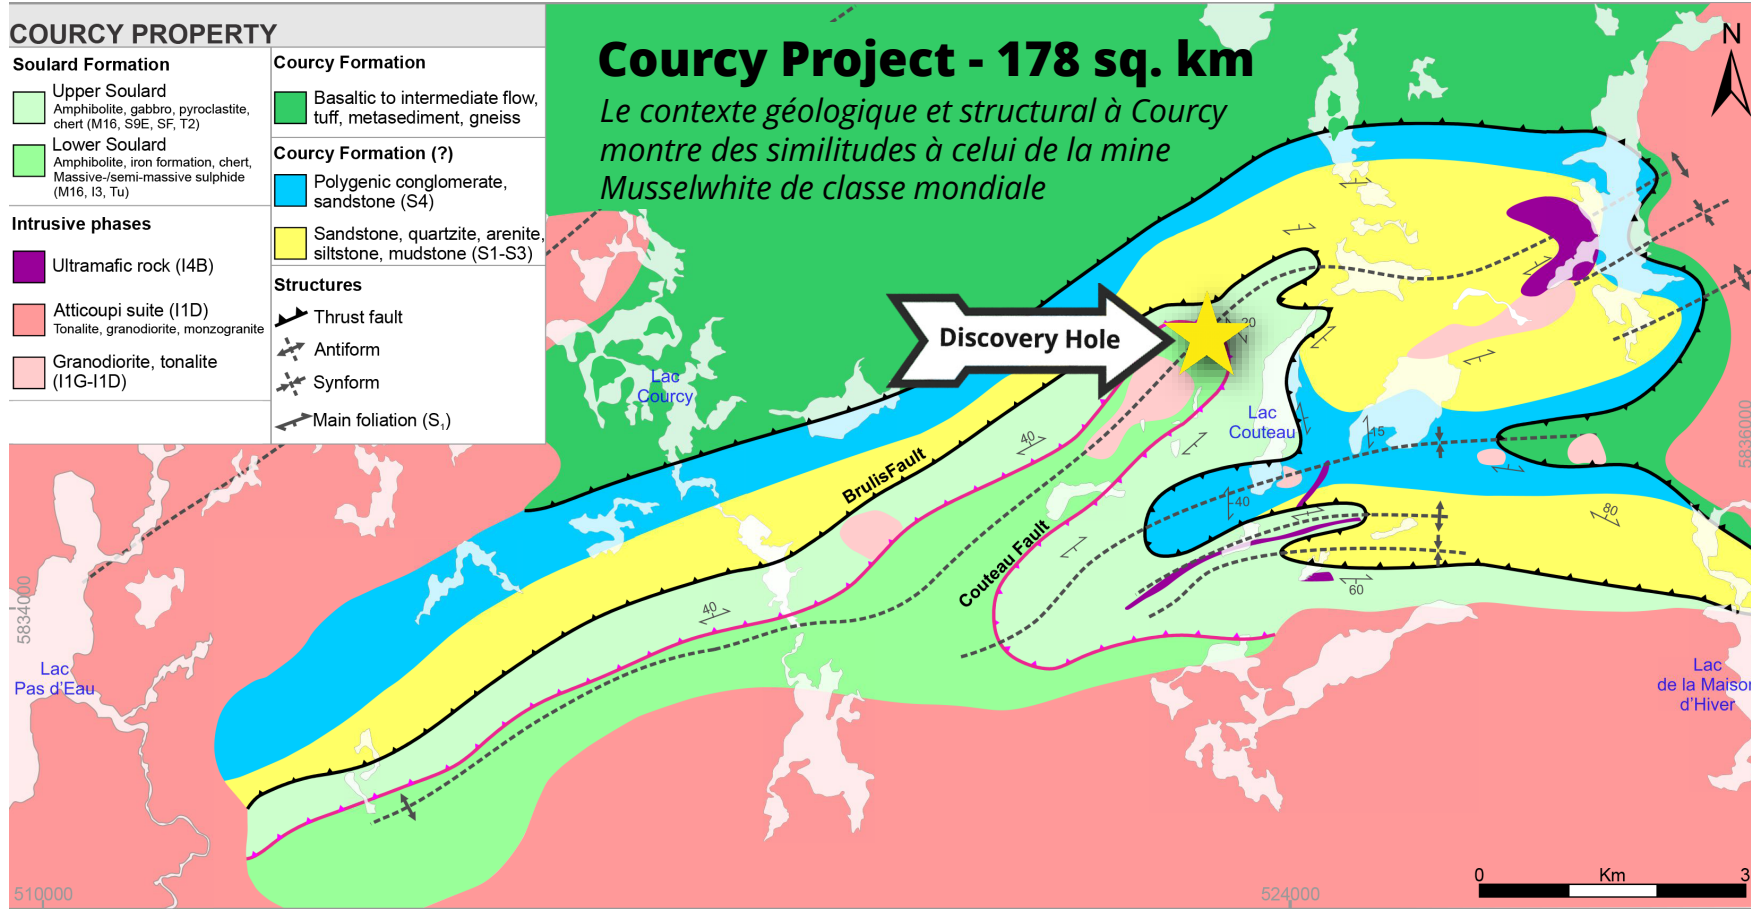 COURCY PROPERTY
Soulard Formation
Upper Soulard
Amphibolite, gabbro, pyroclastite,
chert (M16, S9E, SF, T2)
Lower Soulard
Amphibolite, iron formation, chert,
Massive-/semi-massive sulphide
(M16, I3, Tu)
Intrusive phases
Ultramafic rock (I4B)
Atticoupi suite (I1D)
Tonalite, granodiorite, monzogranite
Granodiorite, tonalite
(I1G-I1D)
Courcy Formation
Basaltic to intermediate flow,
tuff, metasediment, gneiss
Courcy Formation (?)
Polygenic conglomerate,
sandstone (S4)
Sandstone, quartzite, arenite,
siltstone, mudstone (S1-S3)
Structures
Thrust fault
Antiform
Synform
Main foliation (S₁)
Courcy Project - 178 sq. km
Le contexte géologique et structural à Courcy
montre des similitudes à celui de la mine
Musselwhite de classe mondiale
N
Discovery Hole
20
Lac
Courcy
Lac
Couteau
15
40
BrulisFault
40
80
Couteau Fault
60
40
5836000
5834000
Lac
Pas d'Eau
Lac
de la Maison
d'Hiver
510000
524000
0 Km 3